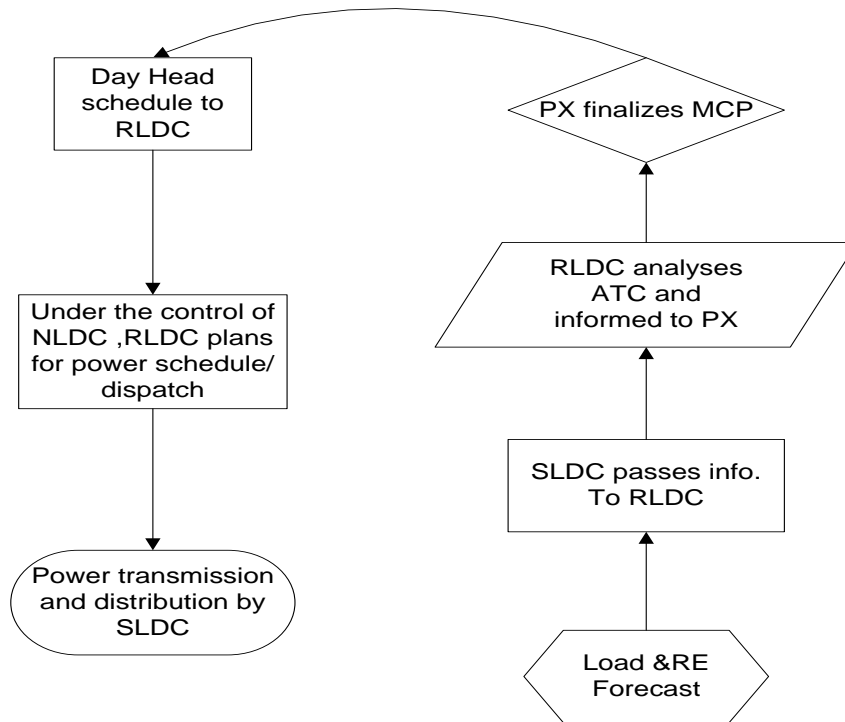 Day Head
schedule to
RLDC
PX finalizes MCP
RLDC analyses
ATC and
informed to PX
Under the control of
NLDC ,RLDC plans
for power schedule/
dispatch
SLDC passes info.
To RLDC
Power transmission
and distribution by
SLDC
Load &RE
Forecast